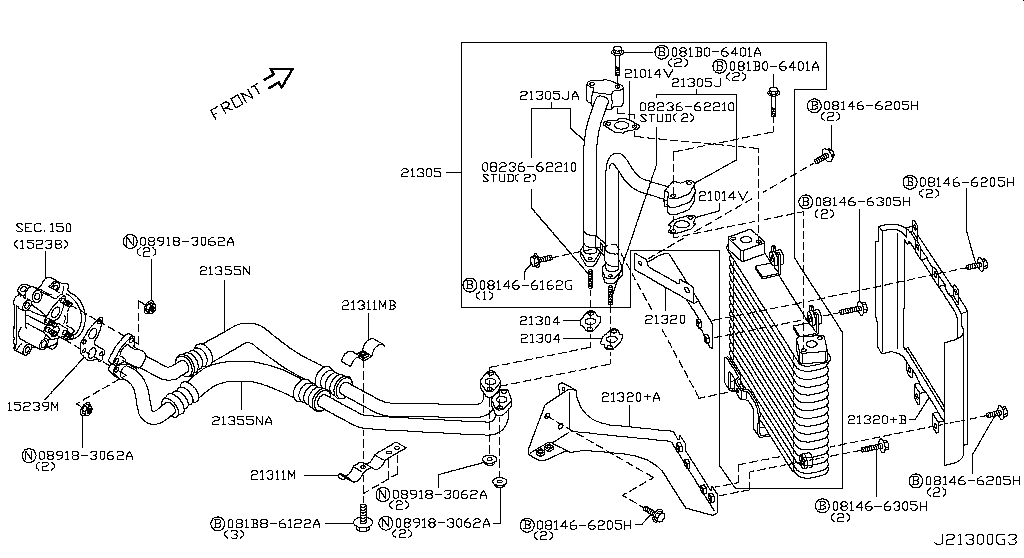 FRONT
Ⓑ081B0-6401A
(2)
Ⓑ081B0-6401A
(2)
21014V
21305J
21305JA
08236-62210
STUD(2)
Ⓑ08146-6205H
(2)
08236-62210
STUD(2)
21305
21014V
Ⓑ08146-6205H
(2)
Ⓑ08146-6305H
(2)
SEC.150
(15238)
Ⓝ08918-3062A
(2)
21355N
Ⓑ08146-6162G
(1)
21311MB
21304
21304
21320
15239M
21355NA
21320+A
21320+B
Ⓝ08918-3062A
(2)
21311M
Ⓝ08918-3062A
(2)
Ⓑ08146-6205H
(2)
Ⓑ08146-6305H
(2)
Ⓑ081B8-6122A
(3)
Ⓝ08918-3062A
(2)
Ⓑ08146-6205H
(2)
J21300G3